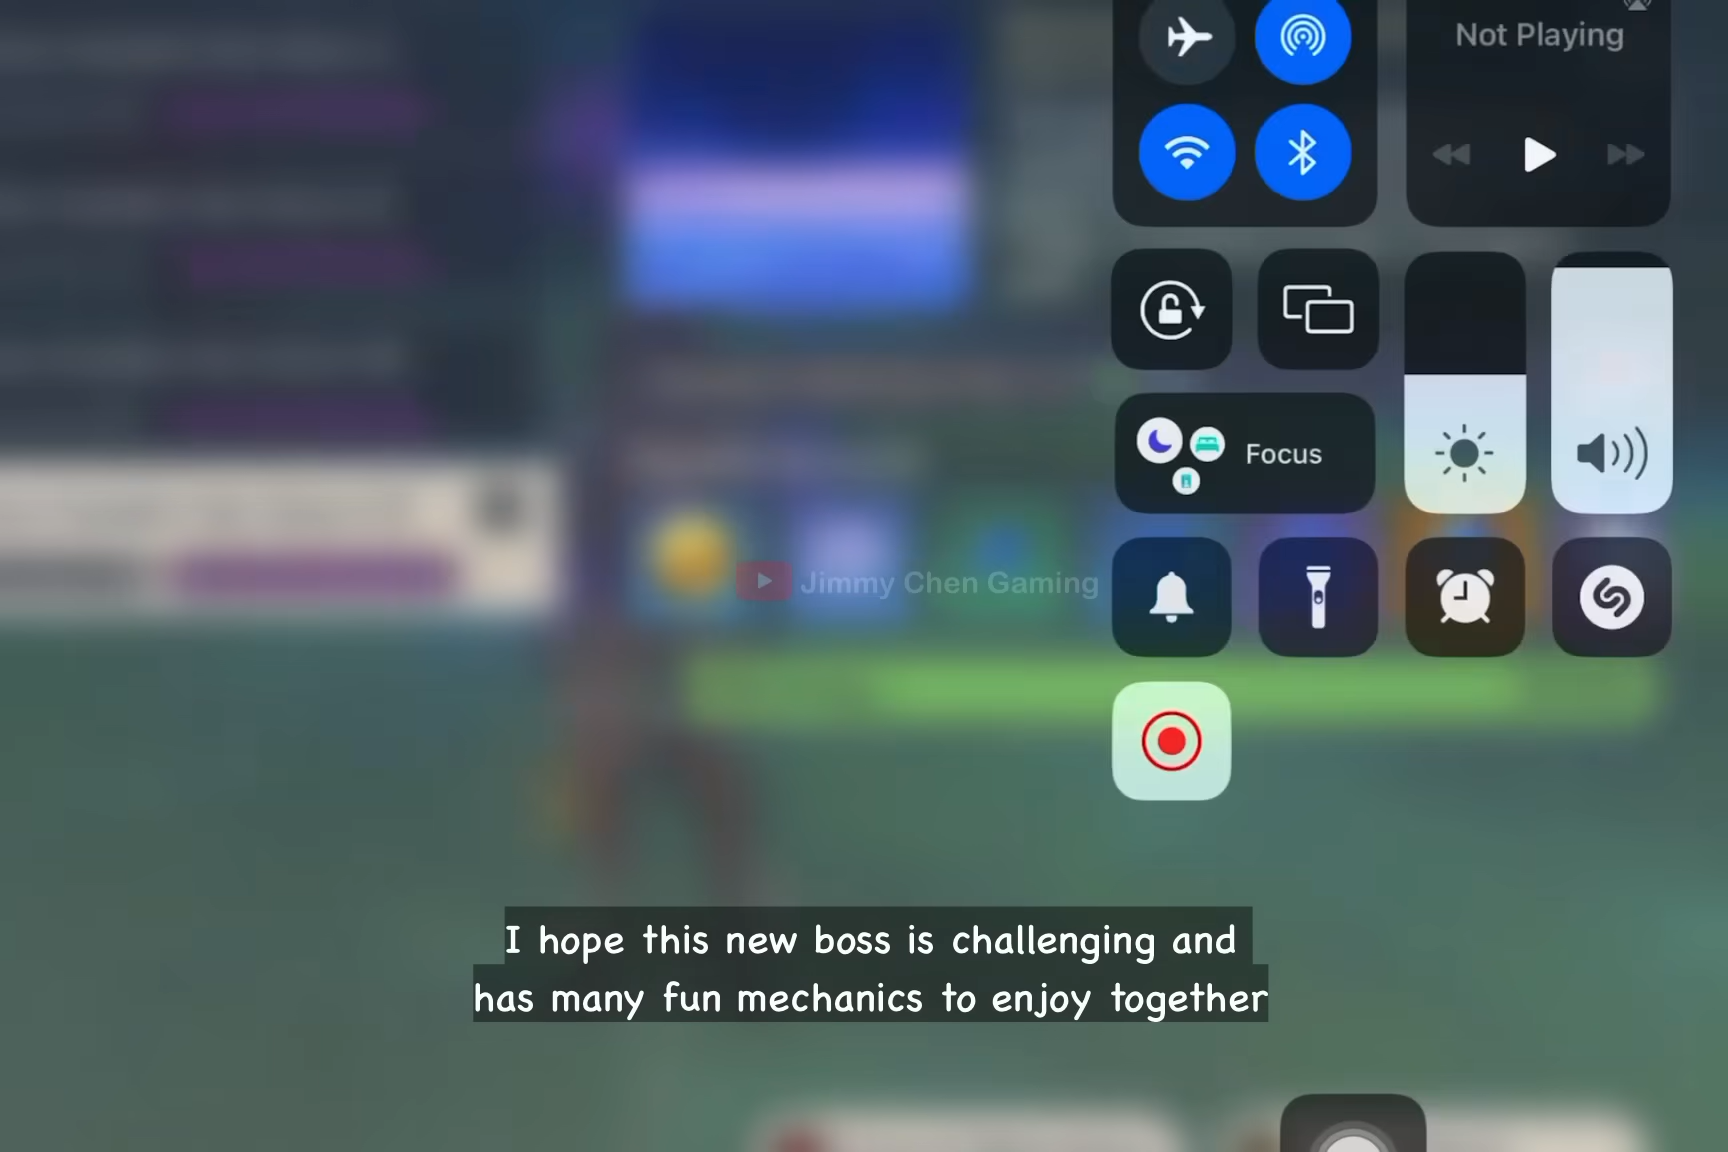 Not Playing
Focus
Jimmy Chen Gaming
I hope this new boss is challenging and
has many fun mechanics to enjoy together